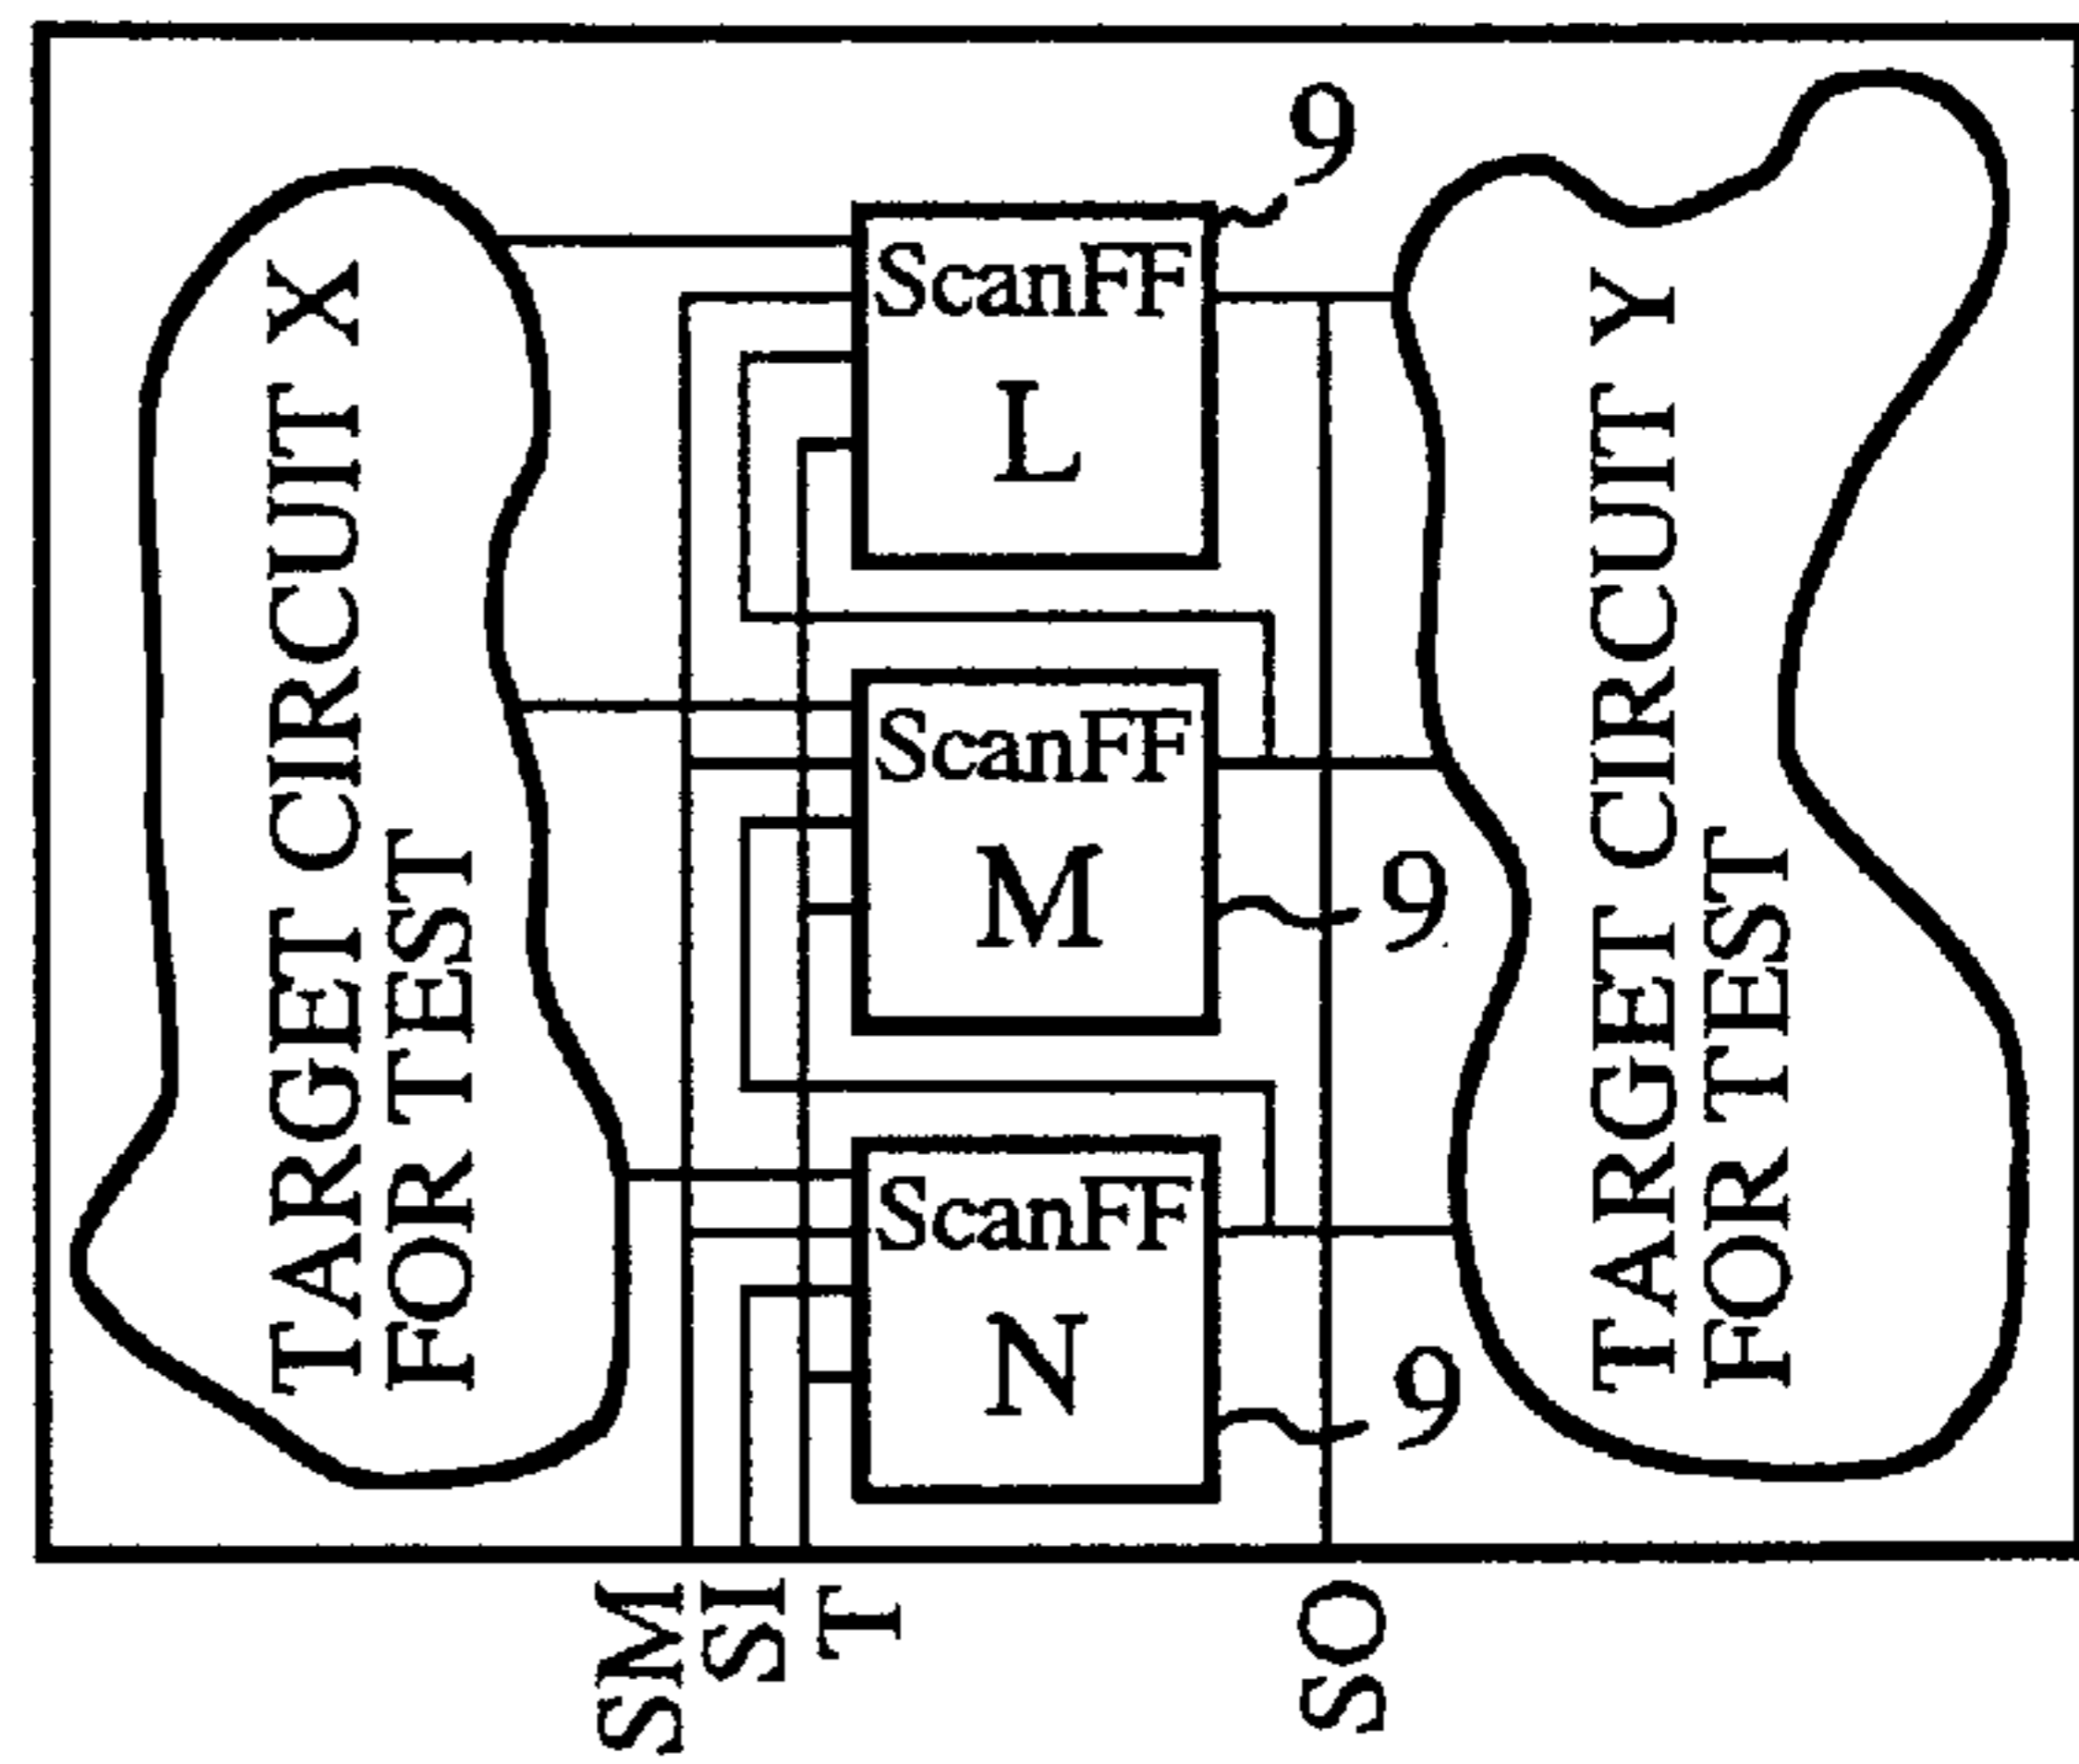 TARGET CIRCUIT X
FOR TEST
9
ScanFF
L
ScanFF
M
9
ScanFF
N
9
TARGET CIRCUIT Y
FOR TEST
SM
SI
T
SO